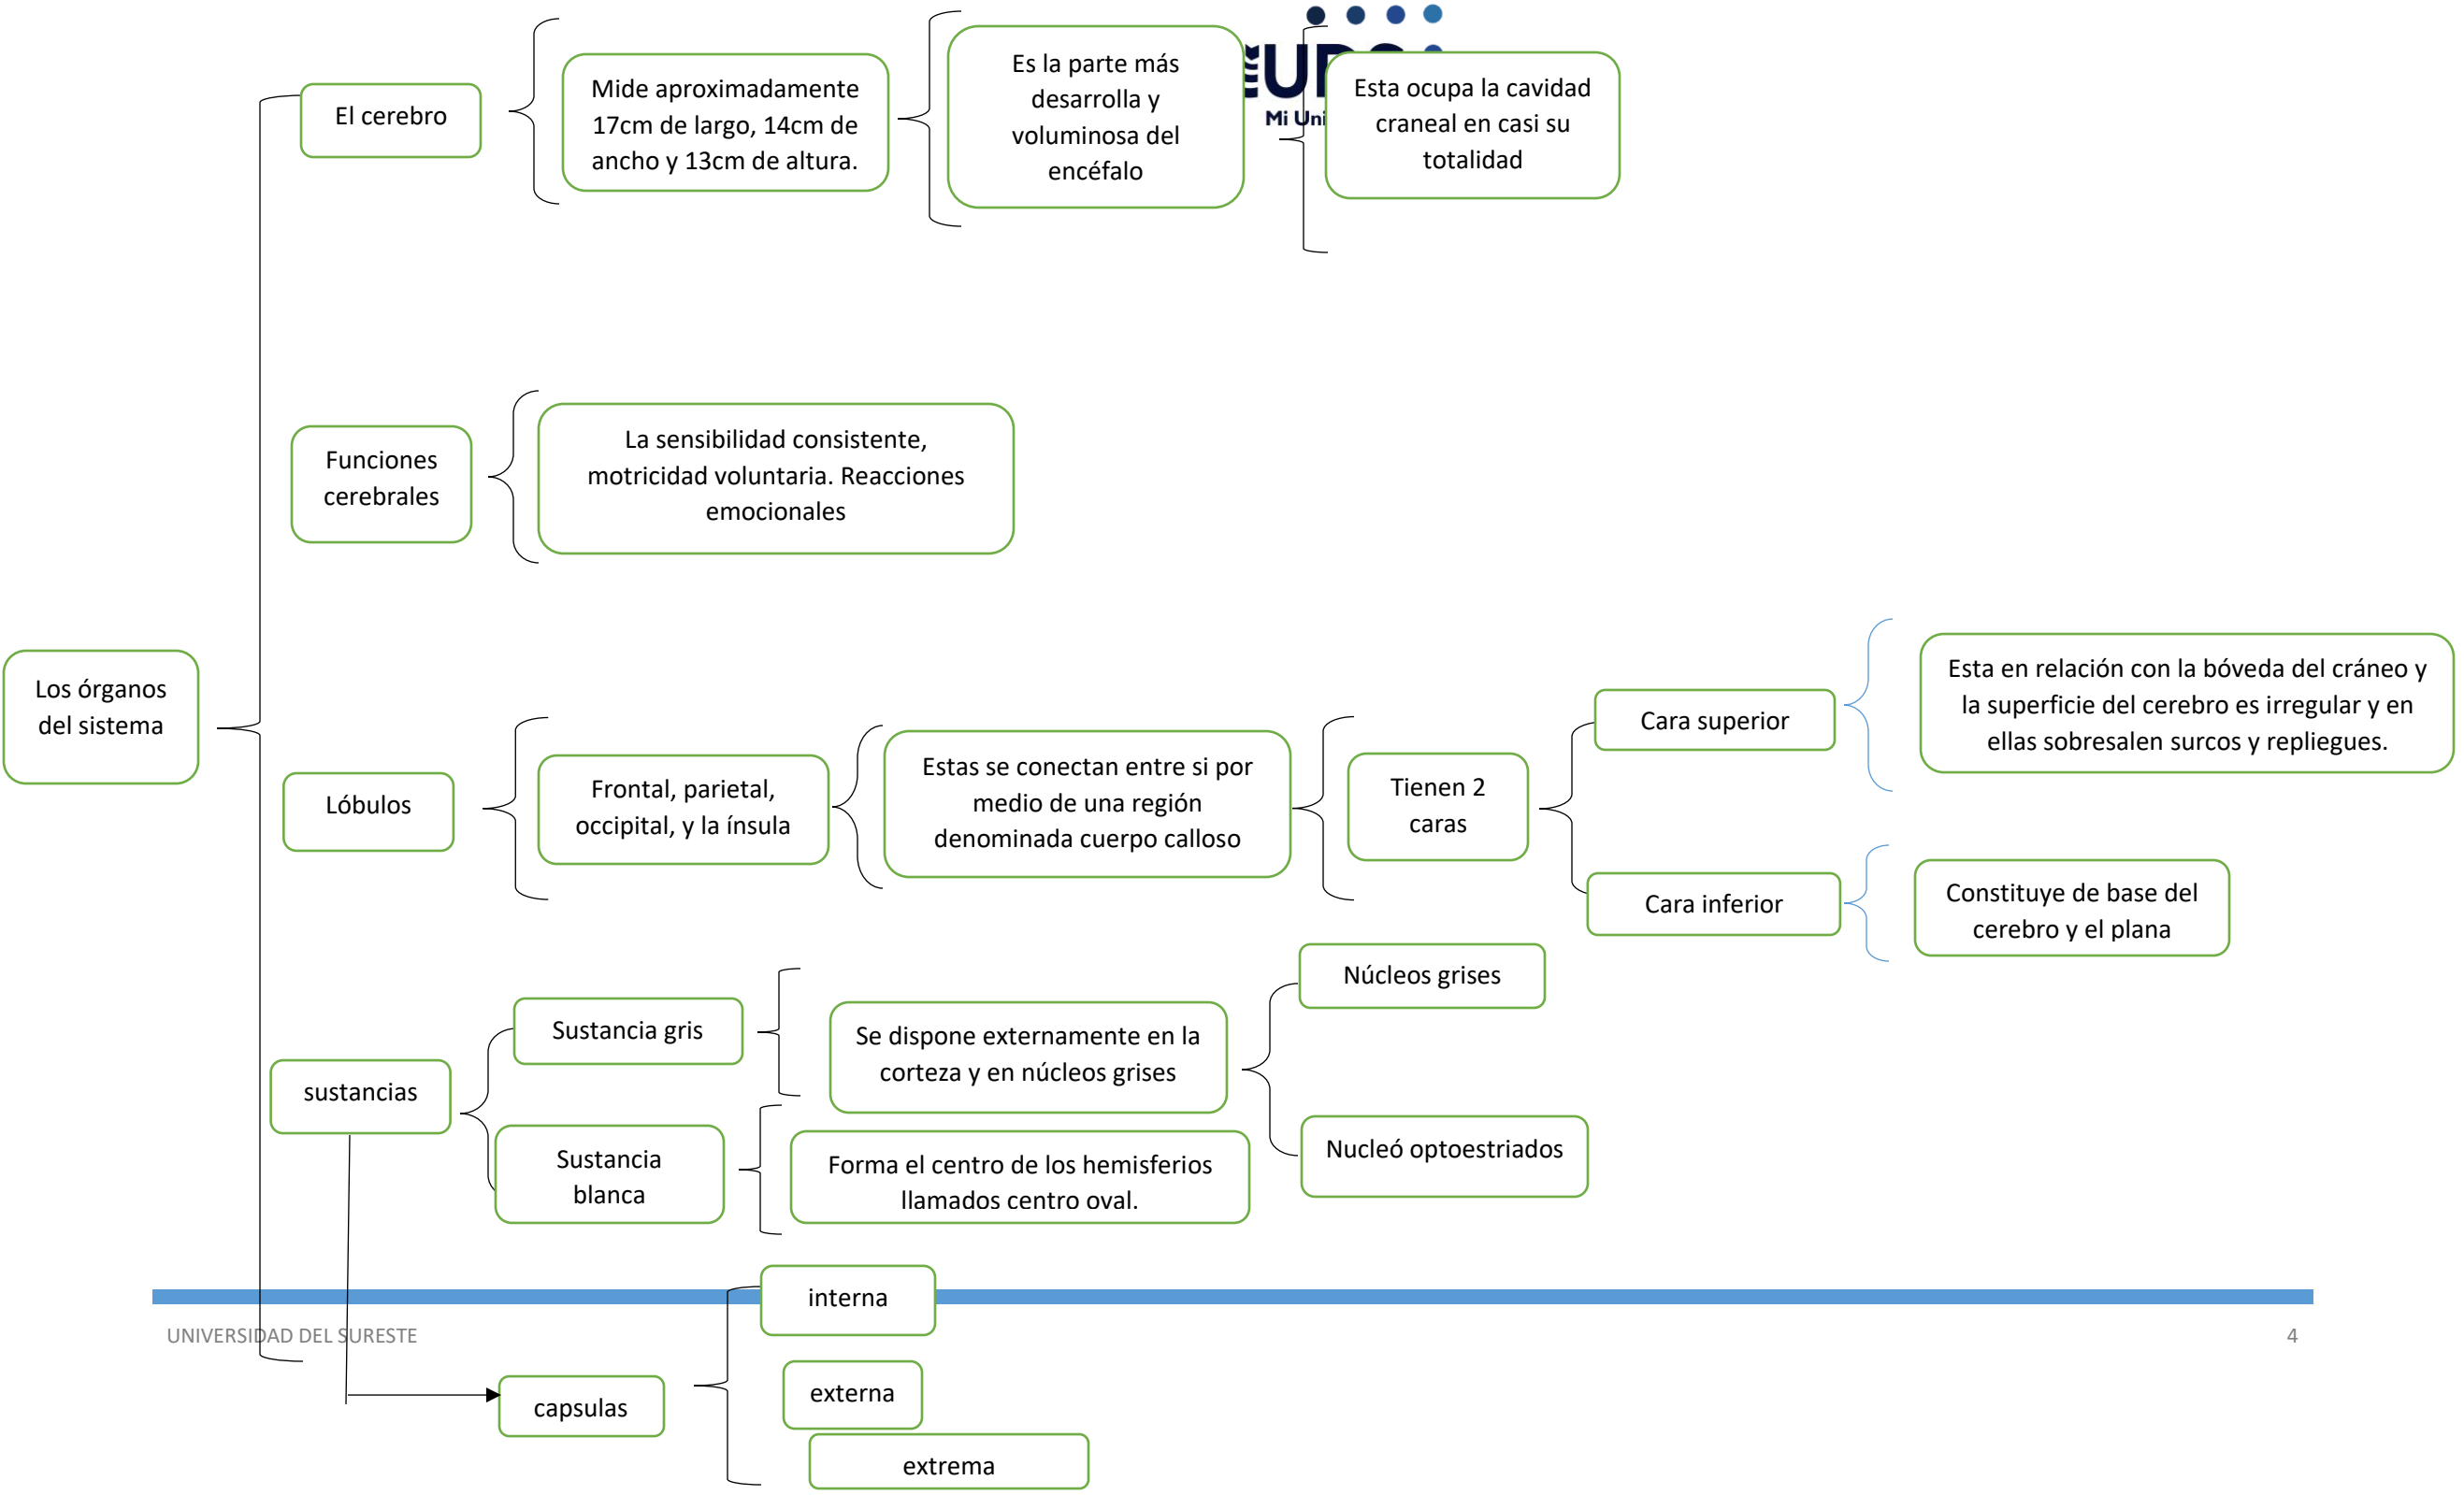 El cerebro
Mide aproximadamente
17cm de largo, 14cm de
ancho y 13cm de altura.
Es la parte más
desarrolla y
voluminosa del
encéfalo
Mi Uni
Esta ocupa la cavidad
craneal en casi su
totalidad
Funciones
cerebrales
La sensibilidad consistente,
motricidad voluntaria. Reacciones
emocionales
Los órganos
del sistema
Lóbulos
Frontal, parietal,
occipital, y la ínsula
Estas se conectan entre si por
medio de una región
denominada cuerpo calloso
Tienen 2
caras
Cara superior
Esta en relación con la bóveda del cráneo y
la superficie del cerebro es irregular y en
ellas sobresalen surcos y repliegues.
Cara inferior
Constituye de base del
cerebro y el plana
sustancias
Sustancia gris
Se dispone externamente en la
corteza y en núcleos grises
Núcleos grises
Nucleó optoestriados
Sustancia
blanca
Forma el centro de los hemisferios
llamados centro oval.
capsulas
interna
externa
extrema
UNIVERSIDAD DEL SURESTE
4